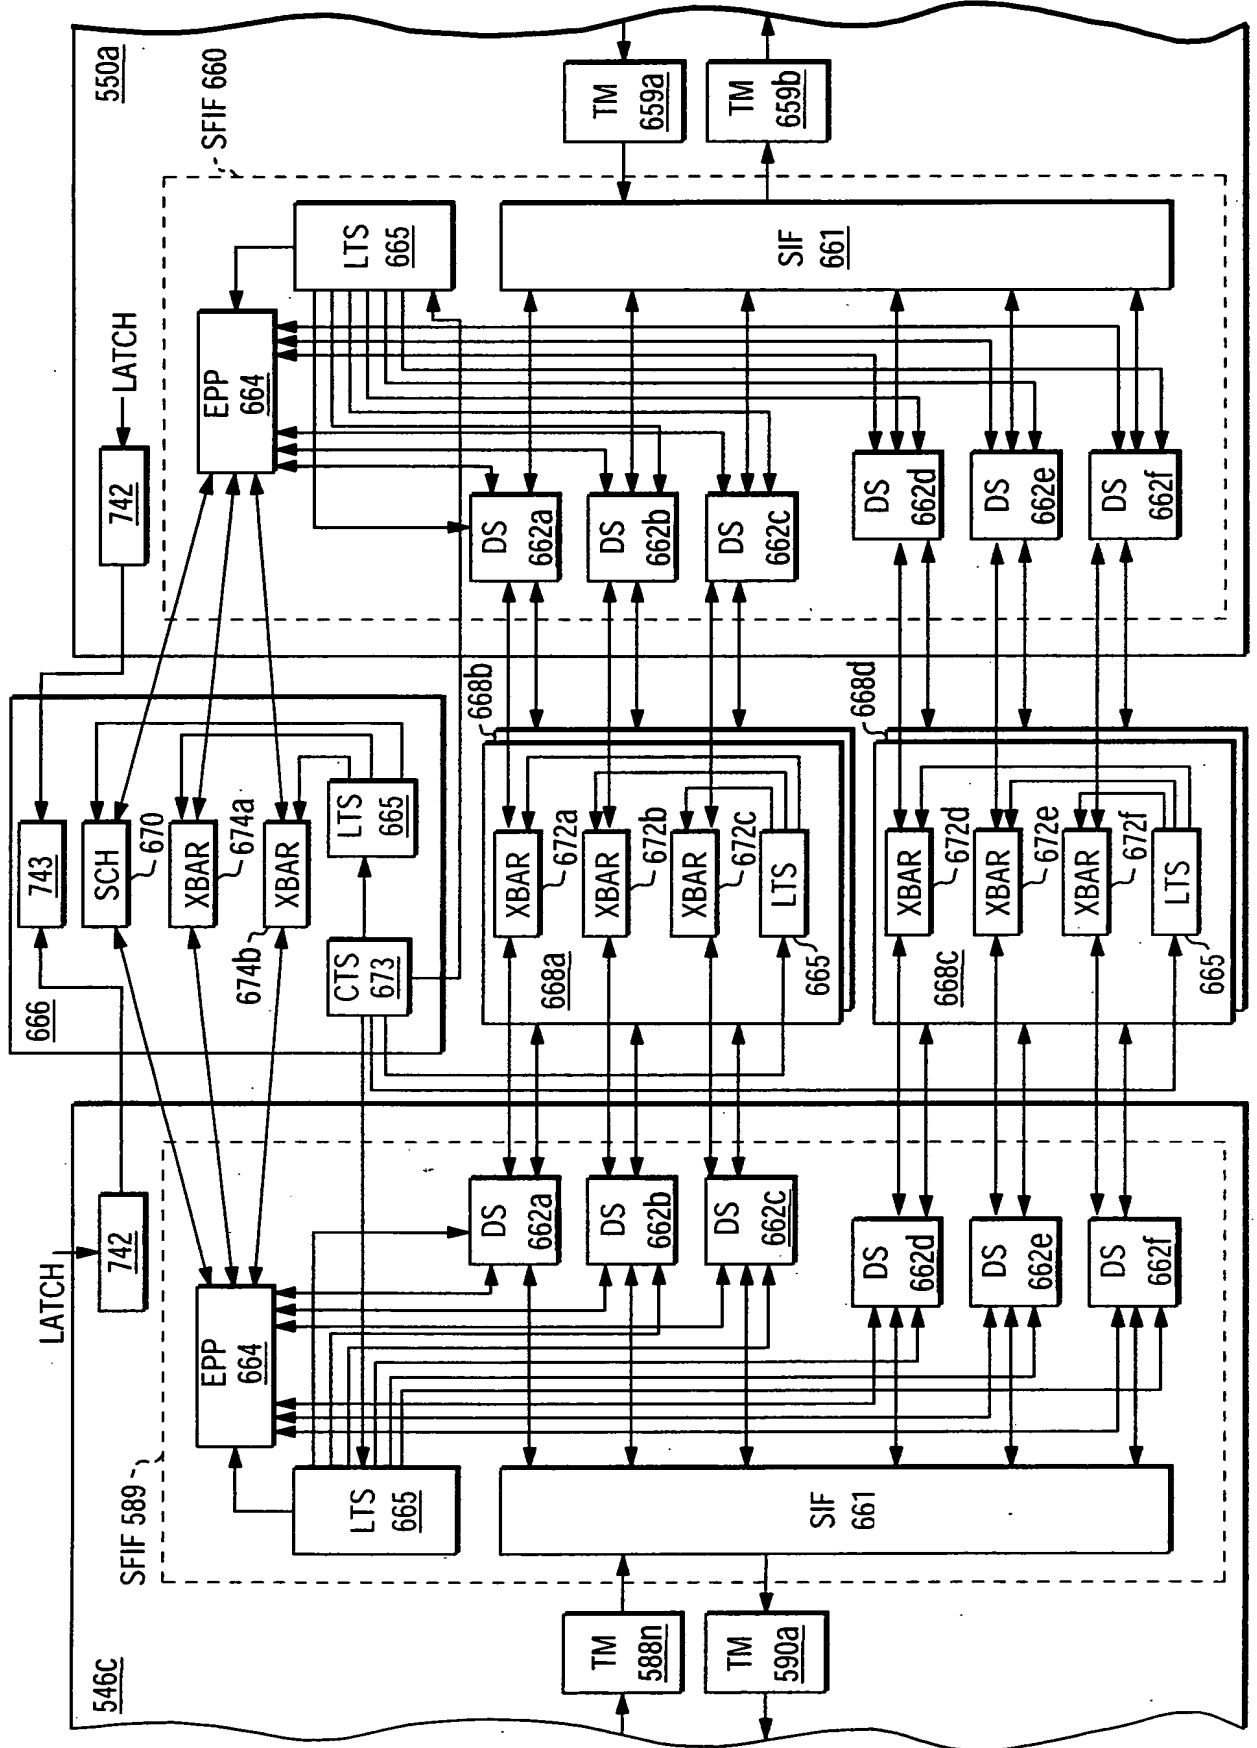 550a
SFIF 660
TM
659a
TM
659b
LTS
665
SIF
661
LATCH
742
EPP
664
DS
662a
DS
662b
DS
662c
DS
662d
DS
662e
DS
662f
668b
668d
743
SCH
670
XBAR
674a
XBAR
674b
LTS
665
CTS
673
666
XBAR
672a
XBAR
672b
XBAR
672c
LTS
665
668a
XBAR
672d
XBAR
672e
XBAR
672f
LTS
665
668c
LATCH
742
EPP
664
DS
662a
DS
662b
DS
662c
DS
662d
DS
662e
DS
662f
SFIF 589
LTS
665
SIF
661
TM
588n
TM
590a
546C